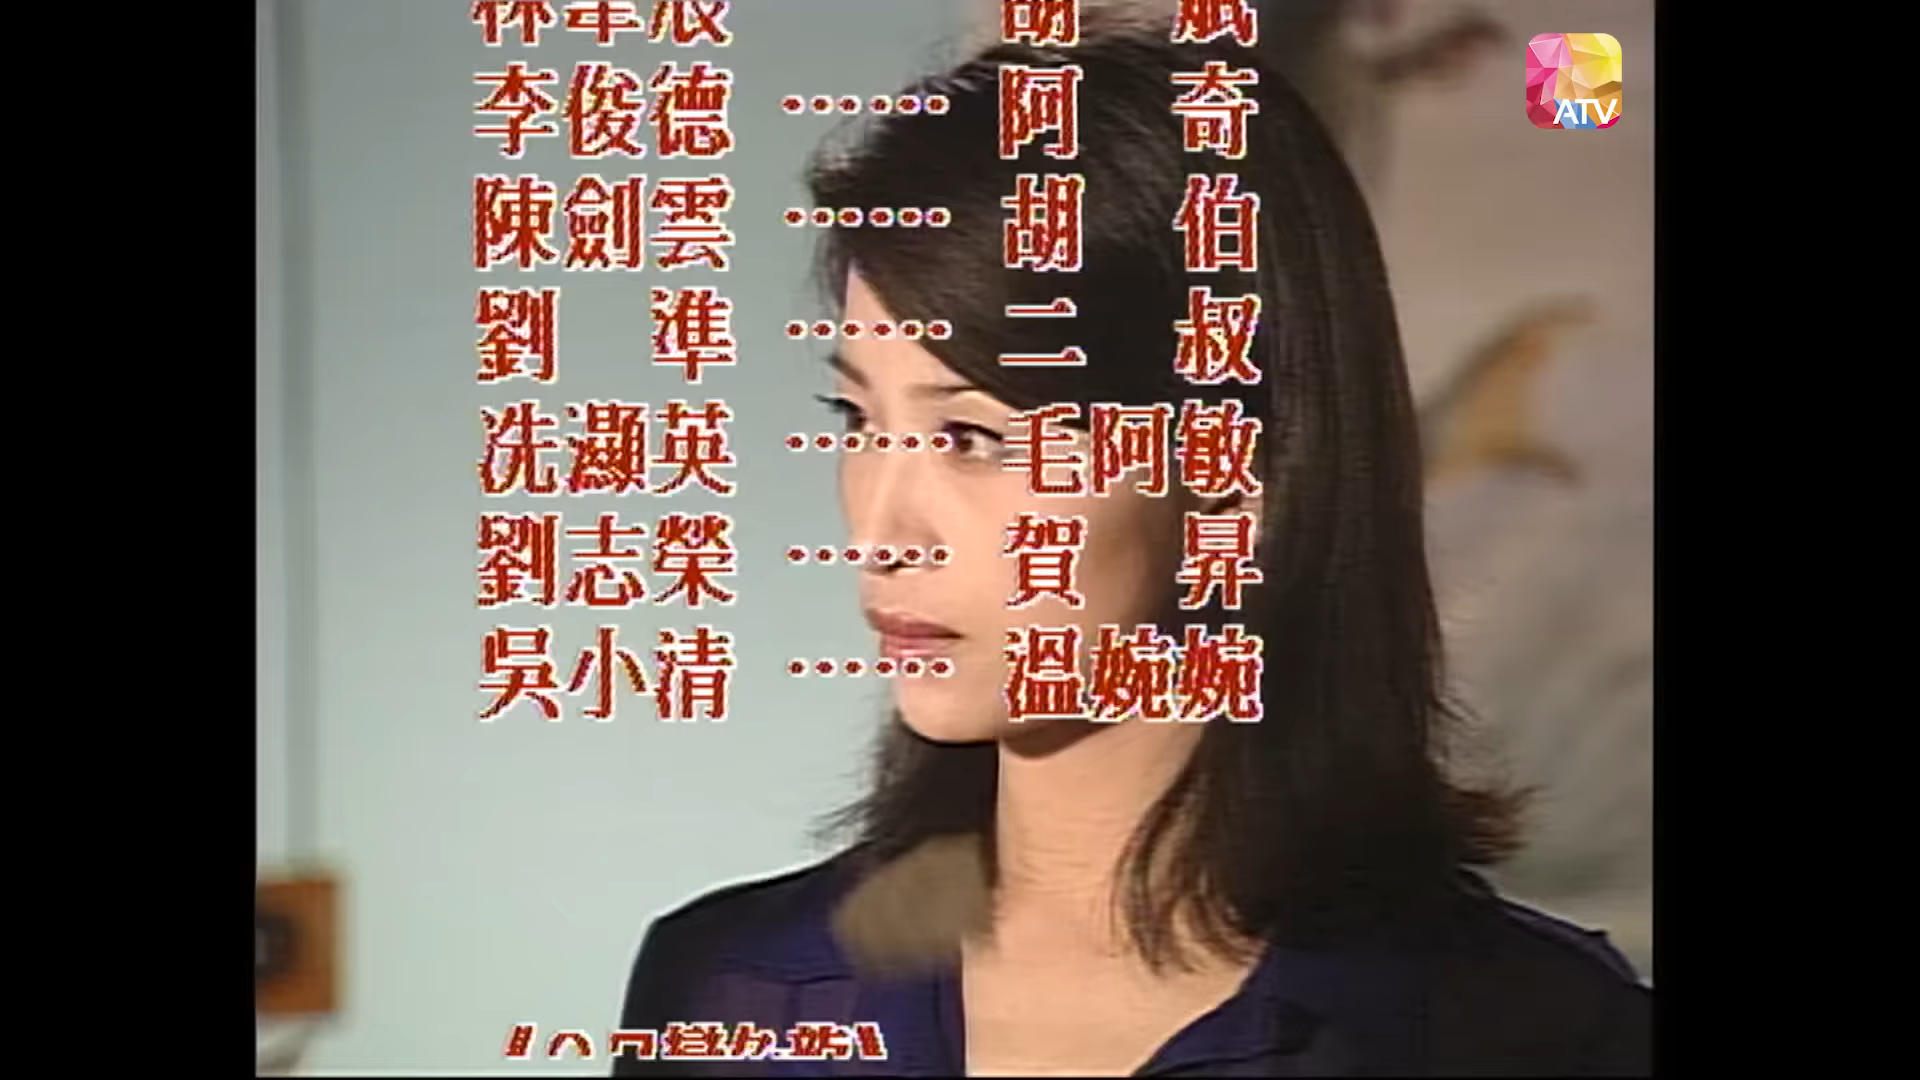 ATV
李俊德 ‥‥‥ 阿奇
陳劍雲 ‥‥‥ 胡伯
劉準 ‥‥‥ 二叔
冼灝英 ‥‥‥ 毛阿敏
劉志榮 ‥‥‥ 賀昇
吳小清 ‥‥‥ 溫婉婉